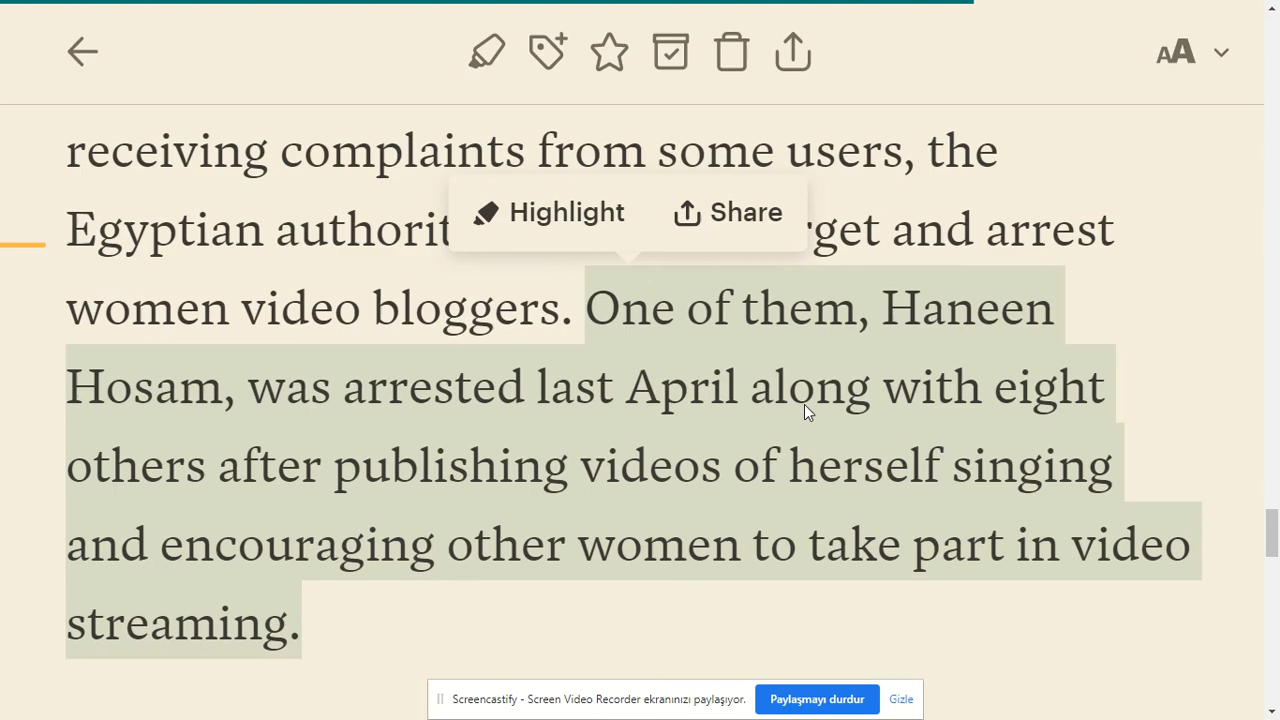 AA
receiving complaints from some users, the
Highlight Share
Egyptian authorit rget and arrest
women video bloggers. One of them, Haneen
Hosam, was arrested last April along with eight
others after publishing videos of herself singing
and encouraging other women to take part in video
streaming.
Screencastify - Screen Video Recorder ekranınızı paylaşıyor. Paylaşmayı durdur Gizle